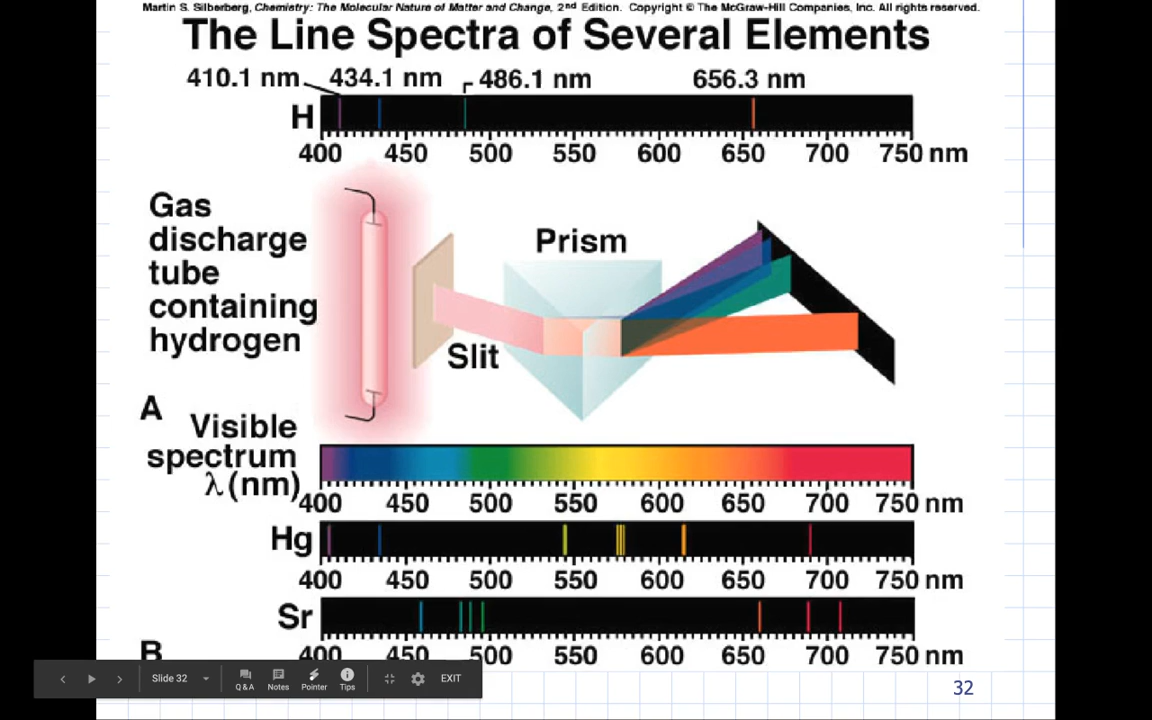 Martin S. Silberberg, Chemistry: The Molecular Nature of Matter and Change, 2nd Edition. Copyright © The McGraw-Hill Companies, Inc. All rights reserved.
The Line Spectra of Several Elements
410.1 nm 434.1 nm 486.1 nm 656.3 nm
H
400 450 500 550 600 650 700 750 nm
Gas
discharge
tube
containing
hydrogen
Prism
Slit
A
Visible
spectrum
λ (nm)
400 450 500 550 600 650 700 750 nm
Hg
400 450 500 550 600 650 700 750 nm
Sr
400 450 500 550 600 650 700 750 nm
B
Slide 32 Q&A Notes Pointer Tips EXIT
32